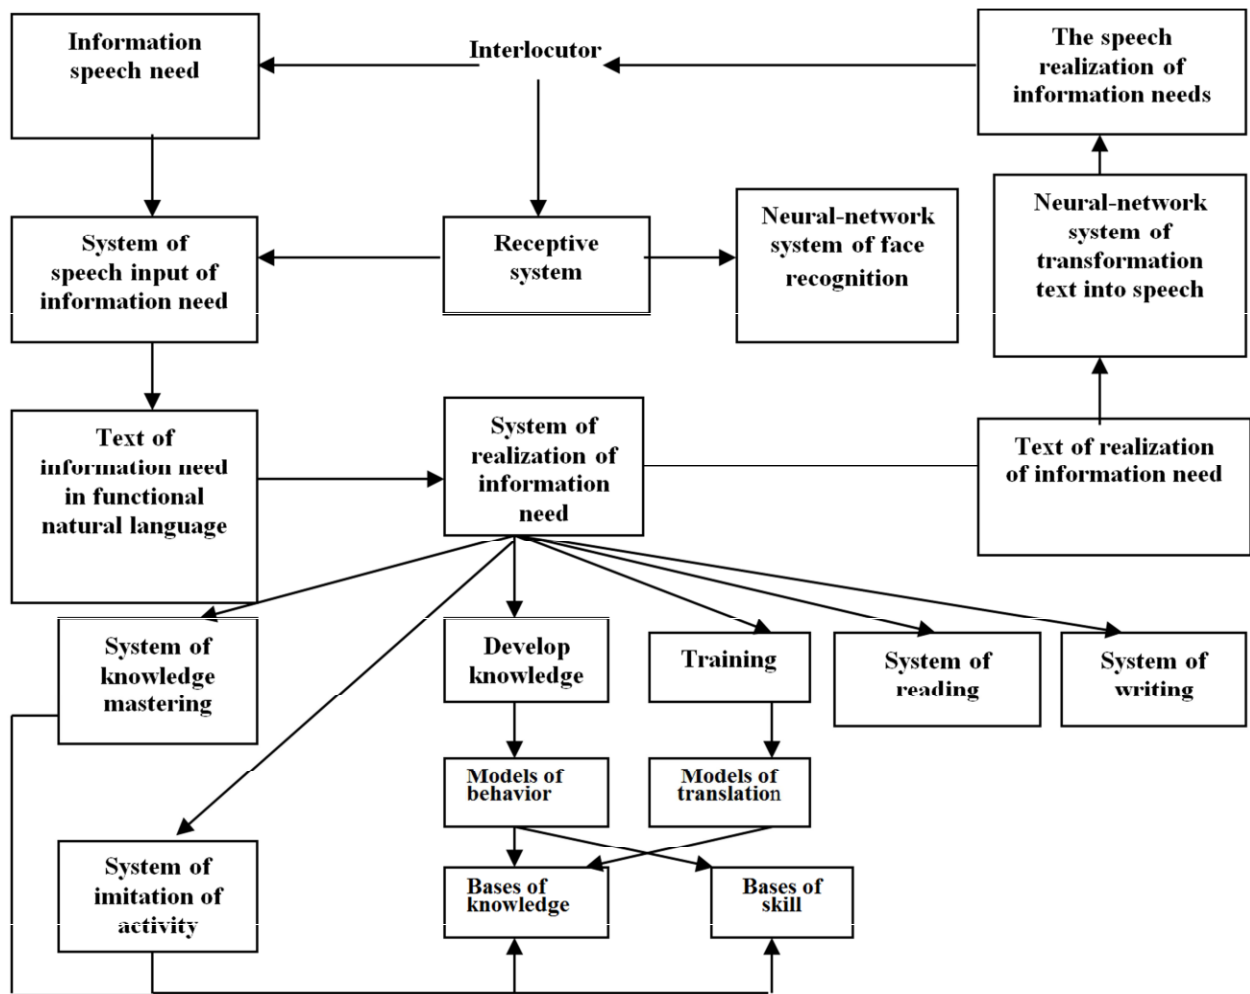 Information
speech need
Interlocutor
The speech
realization of
information needs
System of
speech input of
information need
Receptive
system
Neural-network
system of face
recognition
Neural-network
system of
transformation
text into speech
Text of
information need
in functional
natural language
System of
realization of
information
need
Text of realization
of information need
System of
knowledge
mastering
Develop
knowledge
Training
System of
reading
System of
writing
Models of
behavior
Models of
translation
System of
imitation of
activity
Bases of
knowledge
Bases of
skill